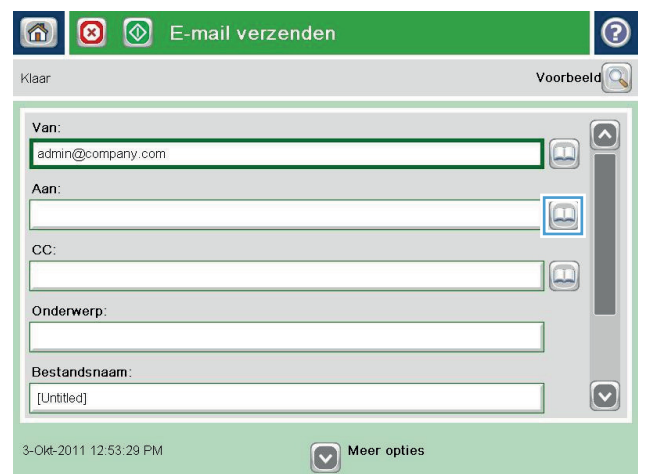 E-mail verzenden
Klaar Voorbeeld
Van:
admin@company.com
Aan:
CC:
Onderwerp:
Bestandsnaam:
[Untitled]
3-Okt-2011 12:53:29 PM Meer opties